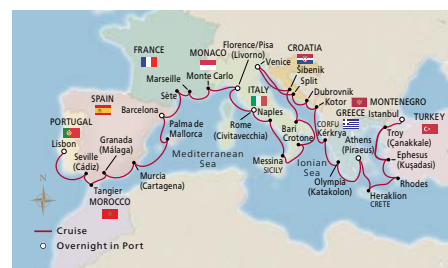 FRANCE
MONACO
Florence/Pisa
(Livorno)
Venice
CROATIA
Šibenik
Split
Dubrovnik
Kotor
MONTENEGRO
Marseille
Monte Carlo
Sète
SPAIN
Barcelona
ITALY
Naples
Rome
(Civitavecchia)
Bari
Crotone
GREECE
CORFU
Kérkyra
Istanbul
TURKEY
Troy
(Çanakkale)
PORTUGAL
Lisbon
Palma de
Mallorca
Granada
(Málaga)
Seville
(Cádiz)
Mediterranean
Sea
Messina
SICILY
Ionian
Sea
Athens
(Piraeus)
Ephesus
(Kuşadasi)
Tangier
MOROCCO
Murcia
(Cartagena)
Olympia
(Katakolon)
Rhodes
Heraklion
CRETE
N
Cruise
Overnight in Port